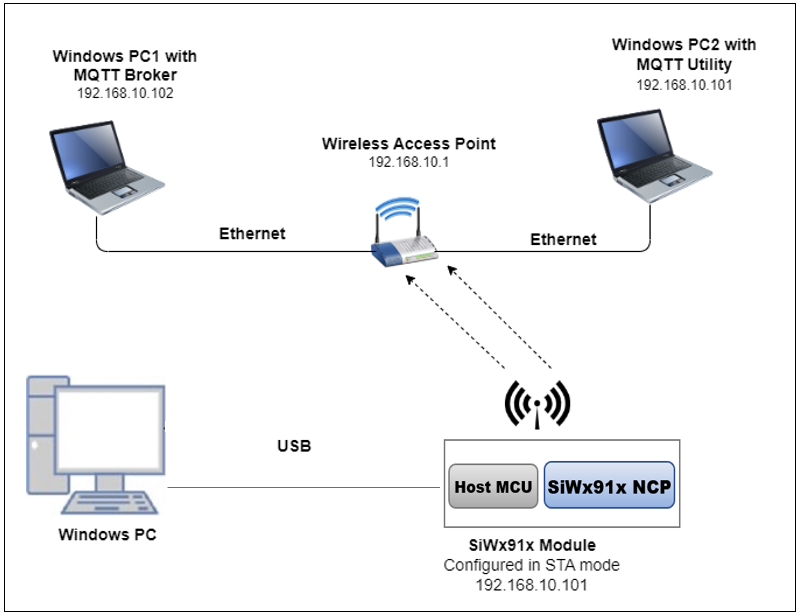 Windows PC1 with
MQTT Broker
192.168.10.102
Windows PC2 with
MQTT Utility
192.168.10.101
Wireless Access Point
192.168.10.1
Ethernet
Ethernet
USB
Windows PC
Host MCU
SiWx91x NCP
SiWx91x Module
Configured in STA mode
192.168.10.101